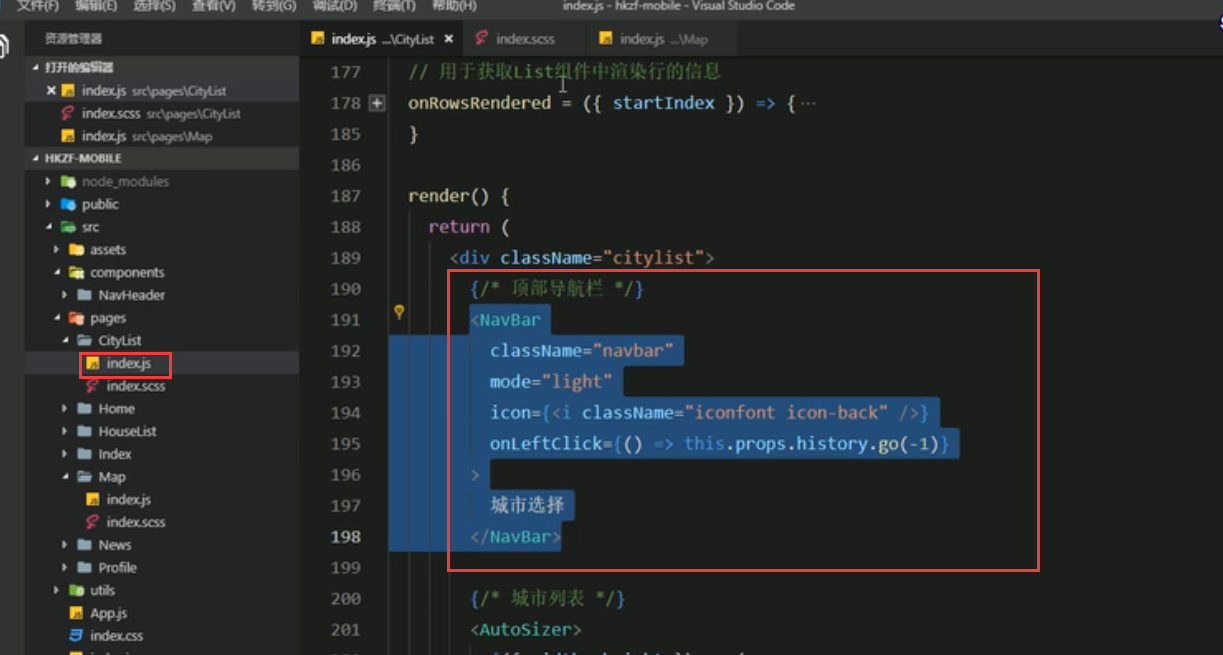 文件(F) 编辑(E) 选择(S) 查看(V) 转到(G) 调试(D) 终端(T) 帮助(H) index.js - hkzf-mobile - Visual Studio Code
资源管理器
index.js ...\CityList × index.scss index.js ...\Map
打开的编辑器
× index.js src\pages\CityList
index.scss src\pages\CityList
index.js src\pages\Map
HKZF-MOBILE
node_modules
public
src
assets
components
NavHeader
pages
CityList
index.js
index.scss
Home
HouseList
Index
Map
index.js
index.scss
News
Profile
utils
App.js
index.css
177 // 用于获取List组件中渲染行的信息
178 onRowsRendered = ({ startIndex }) => { ...
185 }
186
187 render() {
188 return (
189 <div className="citylist">
190 {/* 顶部导航栏 */}
191 <NavBar
192 className="navbar"
193 mode="light"
194 icon={<i className="iconfont icon-back" />}
195 onLeftClick={() => this.props.history.go(-1)}
196 >
197 城市选择
198 </NavBar>
199
200 {/* 城市列表 */}
201 <AutoSizer>